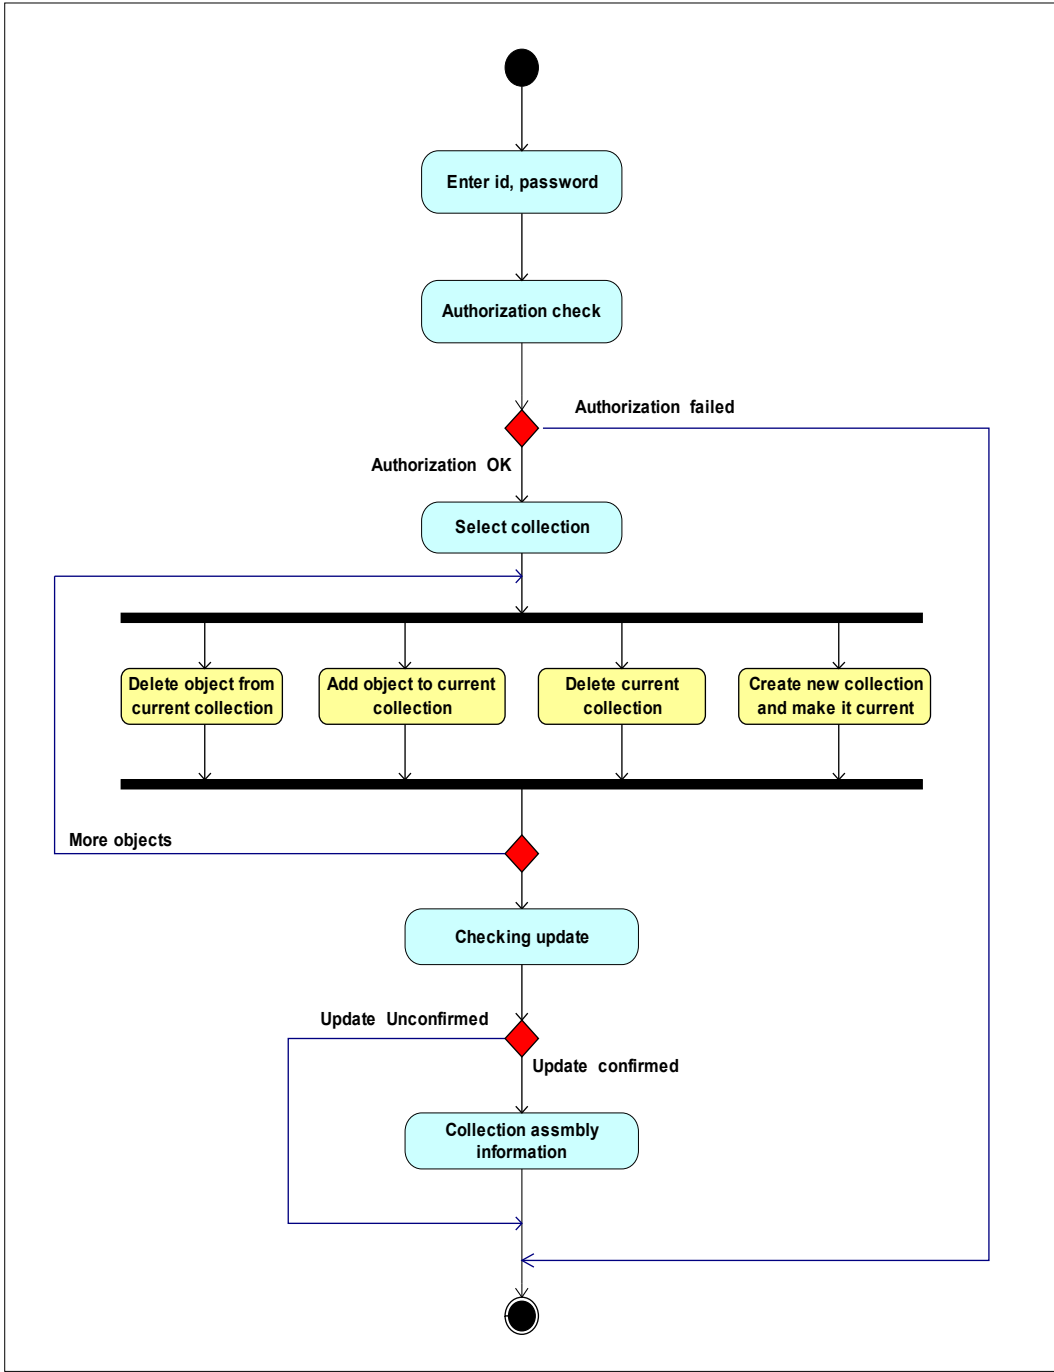 Enter id, password
Authorization check
Authorization failed
Authorization OK
Select collection
Delete object from
current collection
Add object to current
collection
Delete current
collection
Create new collection
and make it current
More objects
Checking update
Update Unconfirmed
Update confirmed
Collection assmbly
information